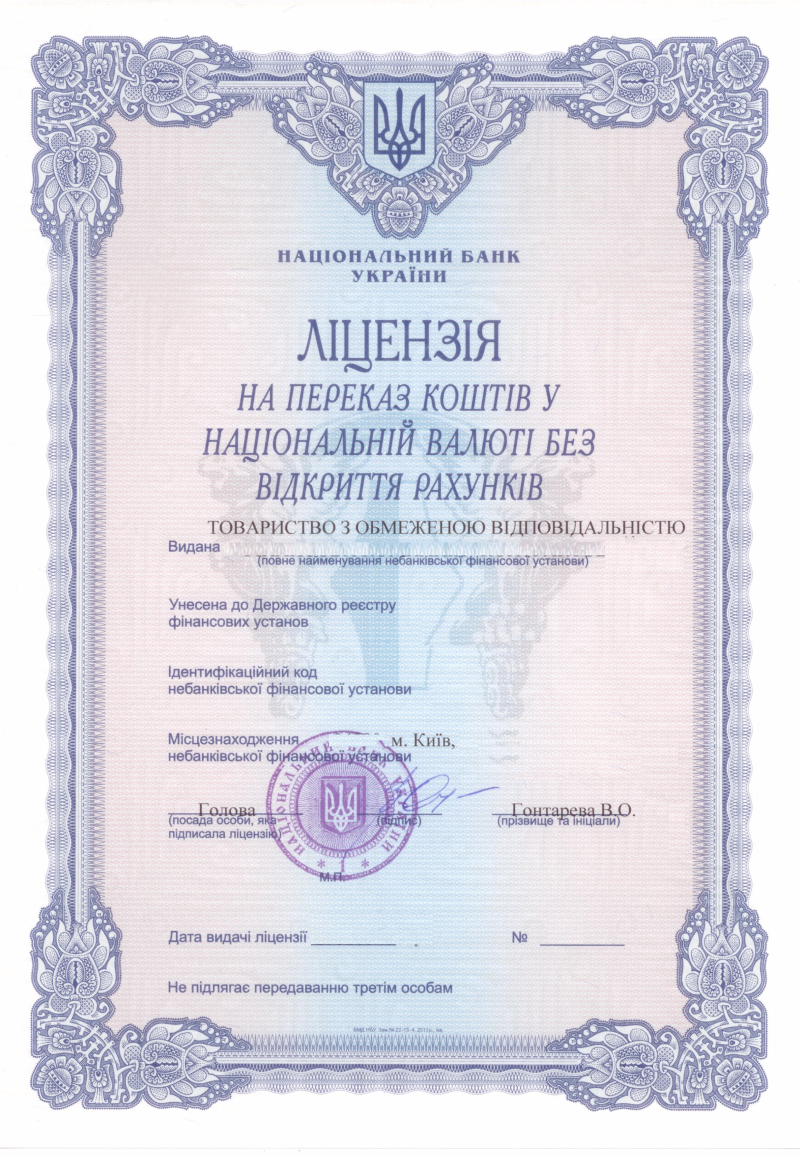 НАЦІОНАЛЬНИЙ БАНК
УКРАЇНИ
ЛІЦЕНЗІЯ
НА ПЕРЕКАЗ КОШТІВ У
НАЦІОНАЛЬНІЙ ВАЛЮТІ БЕЗ
ВІДКРИТТЯ РАХУНКІВ
ТОВАРИСТВО З ОБМЕЖЕНОЮ ВІДПОВІДАЛЬНІСТЮ
Видана
(повне найменування небанківської фінансової установи)
Унесена до Державного реєстру
фінансових установ
Ідентифікаційний код
небанківської фінансової установи
Місцезнаходження м. Київ,
небанківської фінансової установи
НАЦІОНАЛЬНИЙ БАНК УКРАЇНИ
* 1 *
Голова Гонтарева В.О.
(посада особи, яка (підпис) (прізвище та ініціали)
підписала ліцензію)
М.П.
Дата видачі ліцензії №
Не підлягає передаванню третім особам